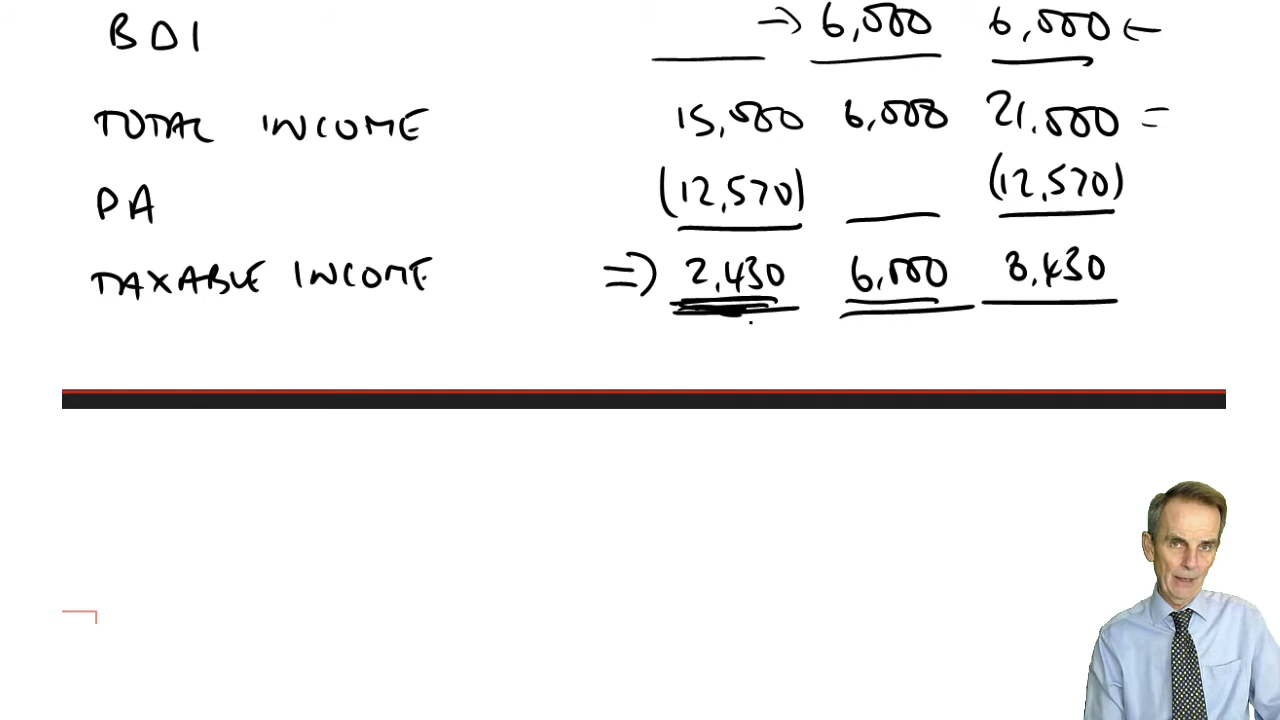 BDI → 6,000 6,000 ←
TOTAL INCOME 15,000 6,000 21,000 =
PA (12,570) (12,570)
TAXABLE INCOME ⇒ 2,430 6,000 8,430